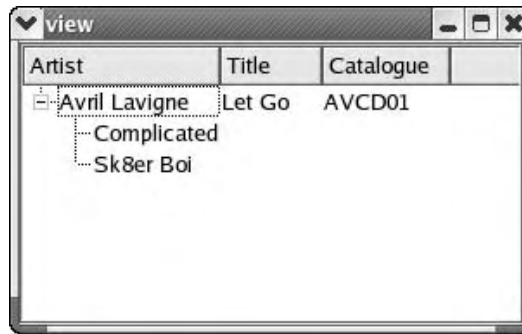 view
Artist Title Catalogue
Avril Lavigne Let Go AVCD01
Complicated
Sk8er Boi